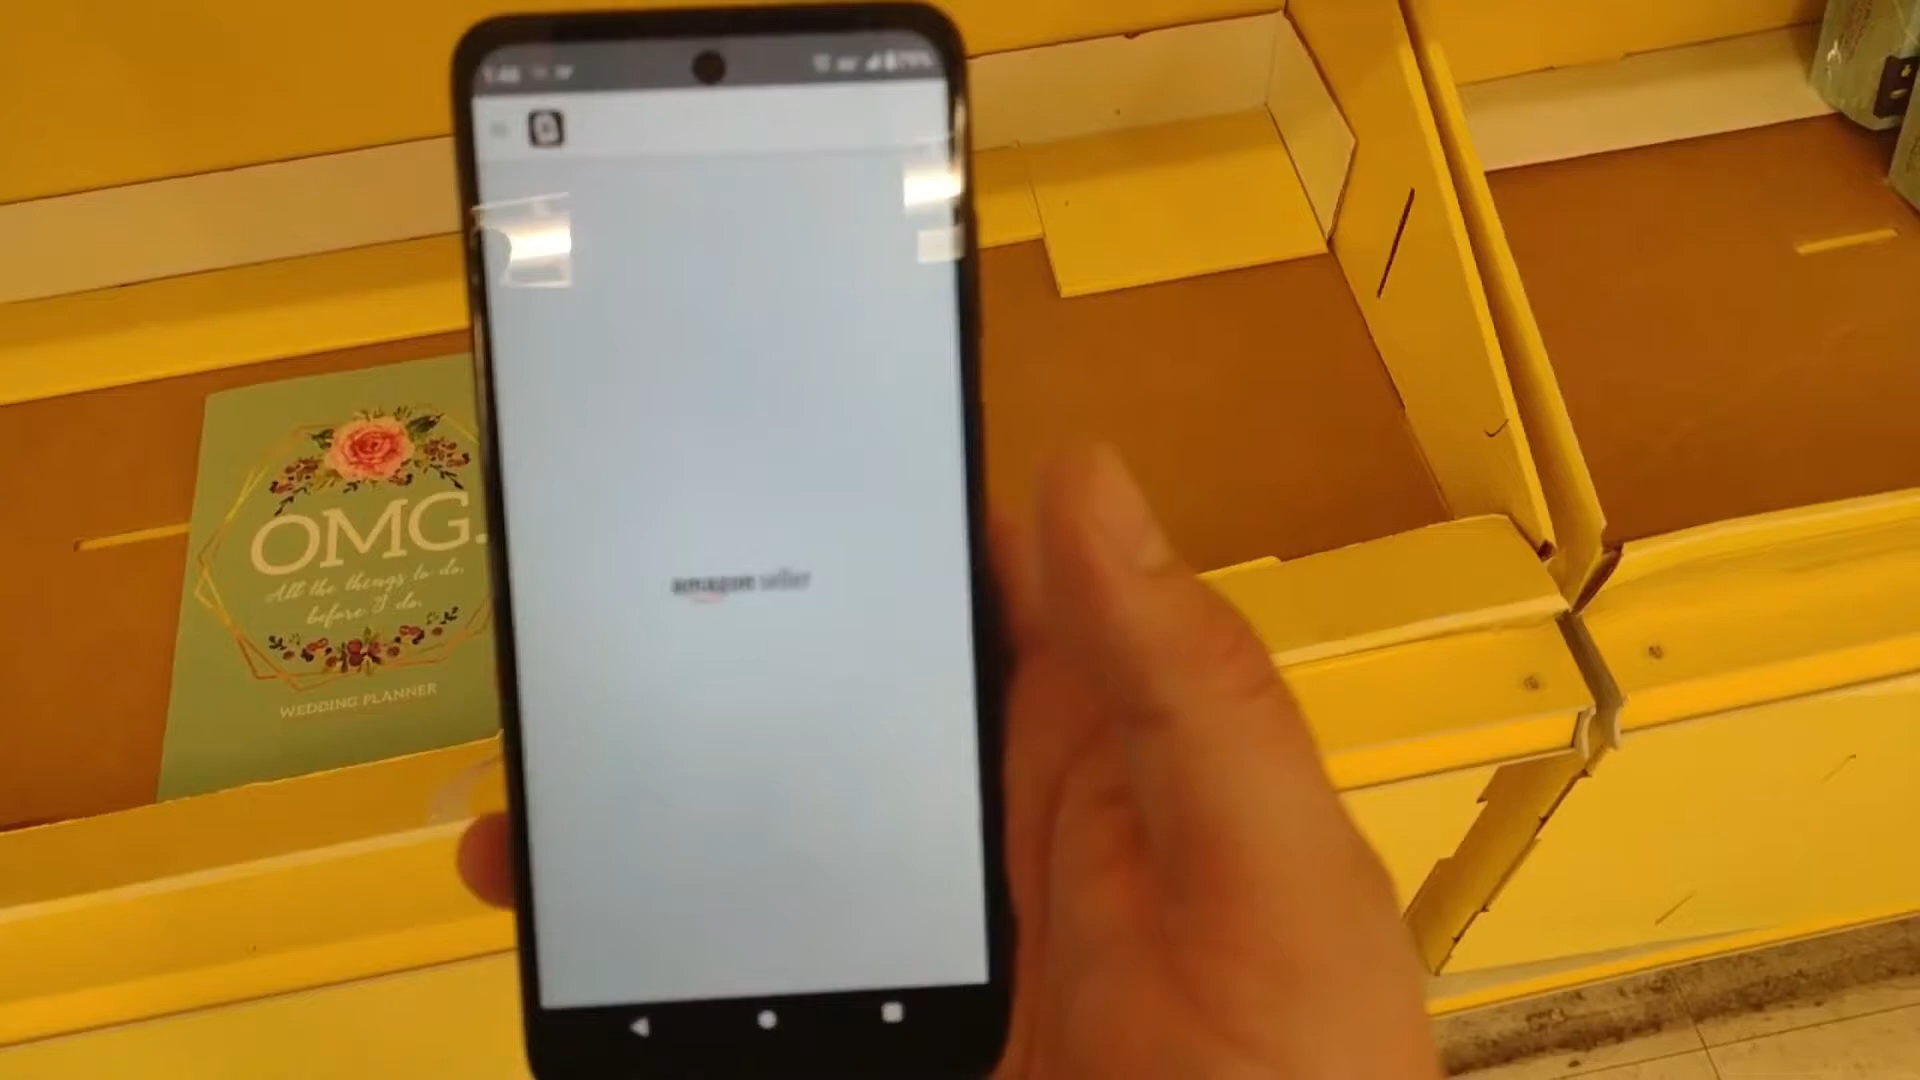 OMG.
All the things to do.
before I do.
WEDDING PLANNER
amazon seller